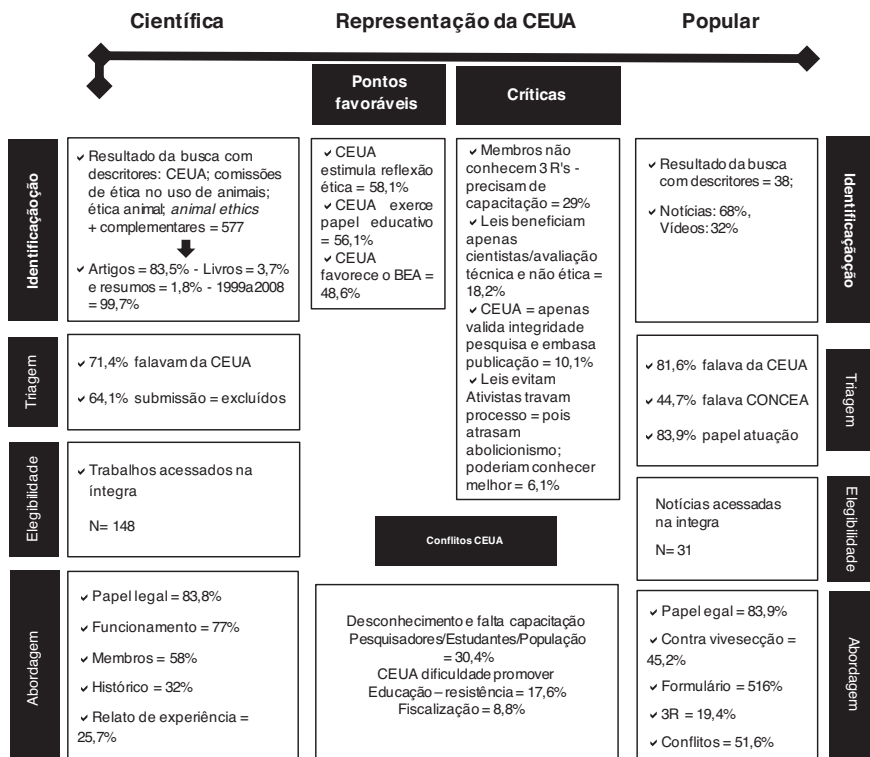 Científica
Representação da CEUA
Popular
Pontos
favoráveis
Críticas
Identificaçãoção
✓ Resultado da busca com
descritores: CEUA; comissões
de ética no uso de animais;
ética animal; animal ethics
+ complementares = 577
✓ Artigos = 83,5% - Livros = 3,7%
e resumos = 1,8% - 1999a2008
= 99,7%
✓ CEUA
estimula reflexão
ética = 58,1%
✓ CEUA exerce
papel educativo
= 56,1%
✓ CEUA
favorece o BEA =
48,6%
✓ Membros não
conhecem 3 R's -
precisam de
capacitação = 29%
✓ Leis beneficiam
apenas
cientistas/avaliação
técnica e não ética =
18,2%
✓ CEUA = apenas
valida integridade
pesquisa e embasa
publicação = 10,1%
✓ Leis evitam
Ativistas travam
processo = pois
atrasam
abolicionismo;
poderiam conhecer
melhor = 6,1%
✓ Resultado da busca
com descritores = 38;
✓ Notícias: 68%,
Vídeos: 32%
Identificaçãoção
Triagem
✓ 71,4% falavam da CEUA
✓ 64,1% submissão = excluídos
✓ 81,6% falava da CEUA
✓ 44,7% falava CONCEA
✓ 83,9% papel atuação
Triagem
Elegibilidade
✓ Trabalhos acessados na
íntegra
N= 148
Conflitos CEUA
Notícias acessadas
na integra
N= 31
Elegibilidade
Abordagem
✓ Papel legal = 83,8%
✓ Funcionamento = 77%
✓ Membros = 58%
✓ Histórico = 32%
✓ Relato de experiência =
25,7%
Desconhecimento e falta capacitação
Pesquisadores/Estudantes/População
= 30,4%
CEUA dificuldade promover
Educação – resistência = 17,6%
Fiscalização = 8,8%
✓ Papel egal = 83,9%
✓ Contra vivesecção =
45,2%
✓ Formulário = 516%
✓ 3R = 19,4%
✓ Conflitos = 51,6%
Abordagem